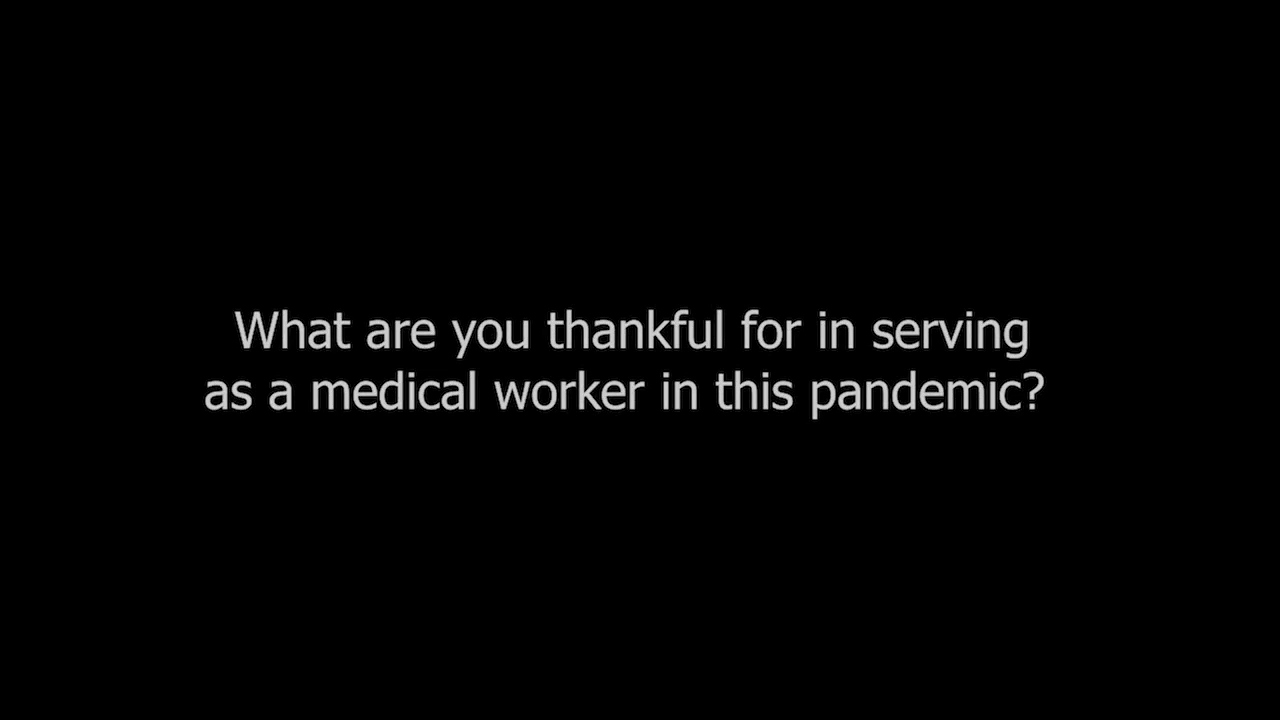 What are you thankful for in serving
as a medical worker in this pandemic?